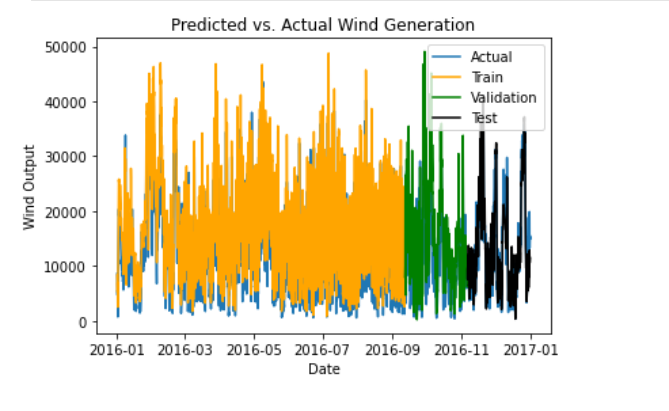 Predicted vs. Actual Wind Generation
50000
40000
30000
20000
10000
0
Wind Output
Actual
Train
Validation
Test
2016-01 2016-03 2016-05 2016-07 2016-09 2016-11 2017-01
Date